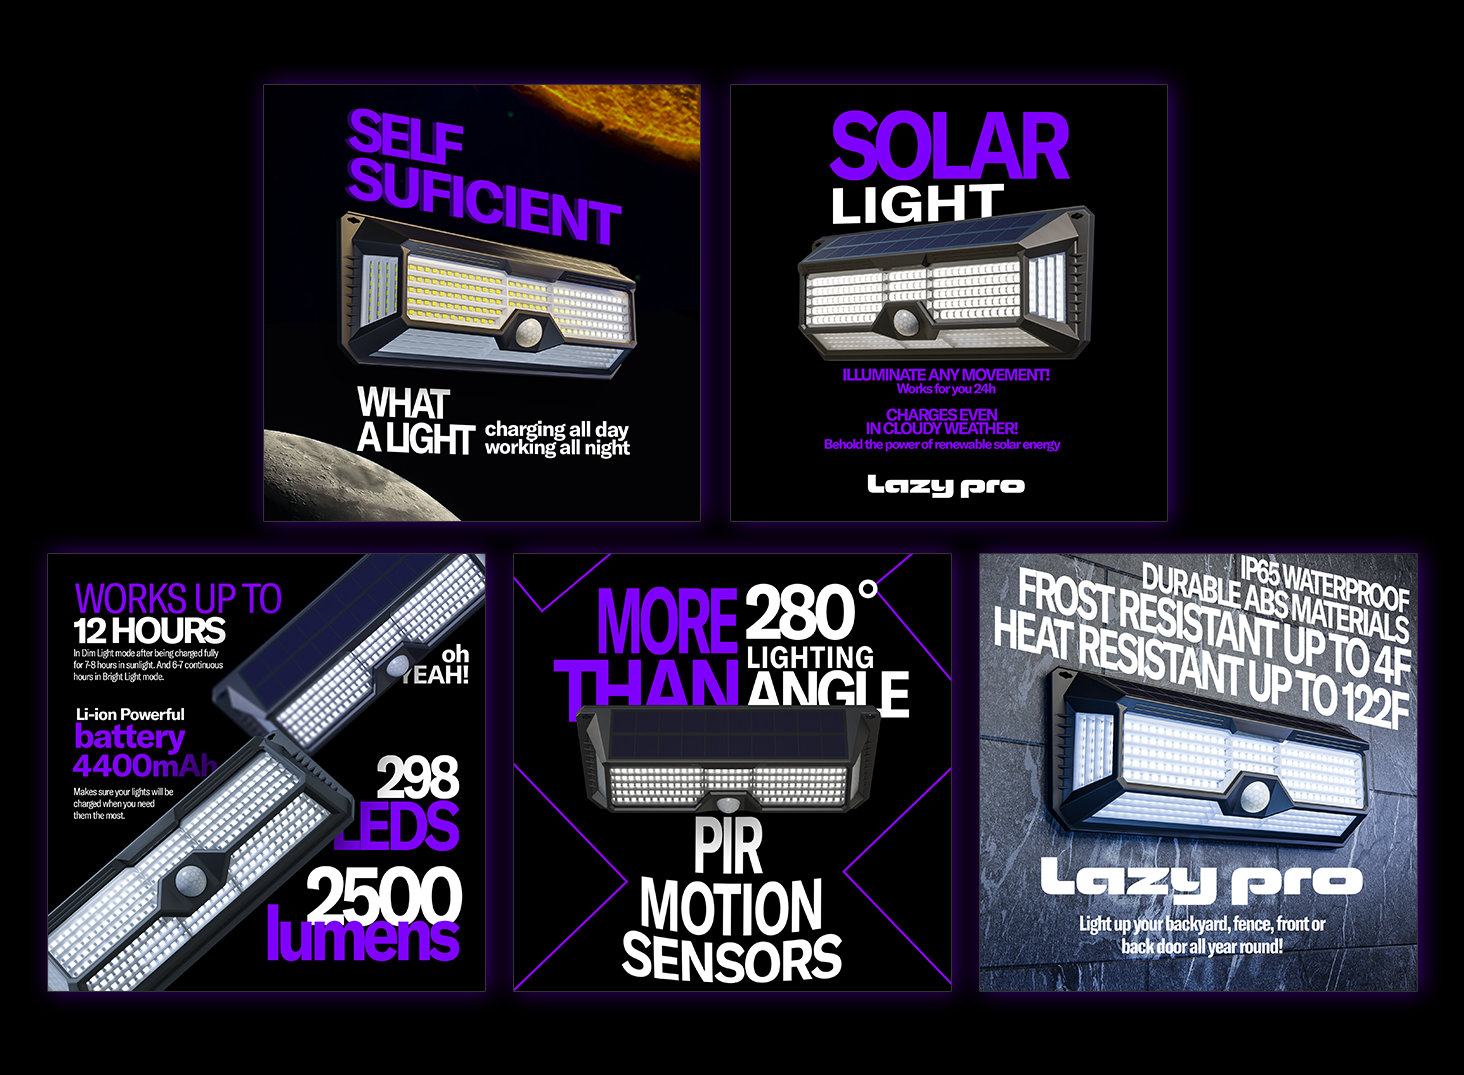 SELF
SUFICIENT
WHAT
A LIGHT
charging all day
working all night
SOLAR
LIGHT
ILLUMINATE ANY MOVEMENT!
Works for you 24h
CHARGES EVEN
IN CLOUDY WEATHER!
Behold the power of renewable solar energy
Lazy pro
WORKS UP TO
12 HOURS
In Dim Light mode after being charged fully
for 7-8 hours in sunlight. And 6-7 continuous
hours in Bright Light mode.
oh
YEAH!
Li-ion Powerful
battery
4400mAh
Makes sure your lights will be
charged when you need
them the most.
298
LEDS
2500
lumens
MORE
THAN
280°
LIGHTING
ANGLE
PIR
MOTION
SENSORS
IP65 WATERPROOF
DURABLE ABS MATERIALS
FROST RESISTANT UP TO 4F
HEAT RESISTANT UP TO 122F
Lazy pro
Light up your backyard, fence, front or
back door all year round!